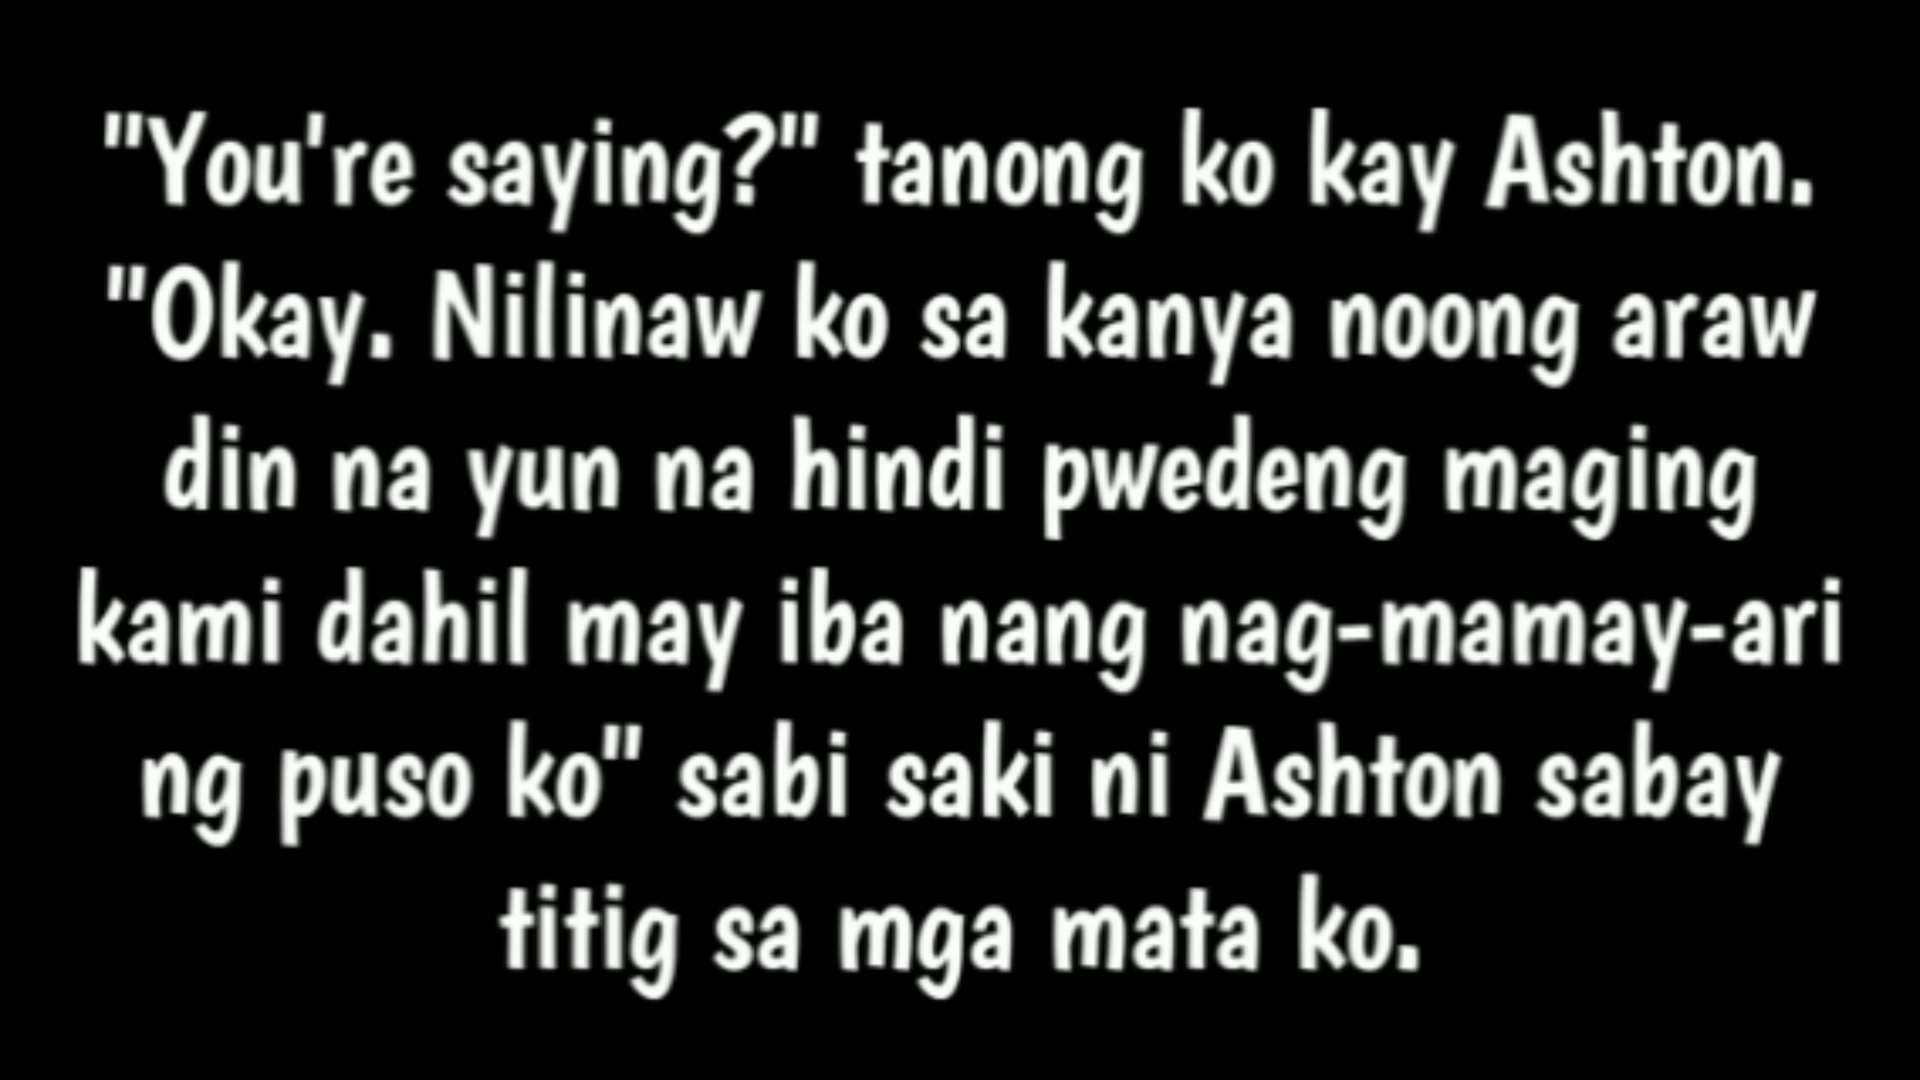 "You're saying?" tanong ko kay Ashton.
"Okay. Nilinaw ko sa kanya noong araw
din na yun na hindi pwedeng maging
kami dahil may iba nang nag-mamay-ari
ng puso ko" sabi saki ni Ashton sabay
titig sa mga mata ko.